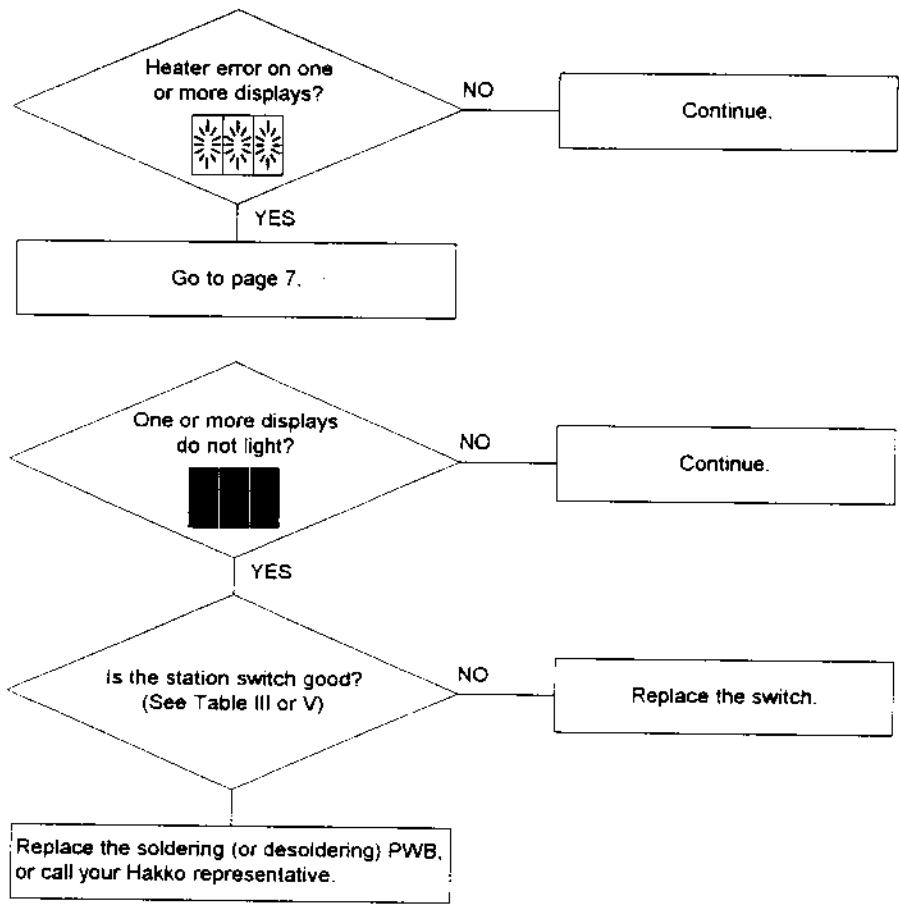 Heater error on one
or more displays?
NO
Continue.
YES
Go to page 7.
One or more displays
do not light?
NO
Continue.
YES
Is the station switch good?
(See Table III or V)
NO
Replace the switch.
Replace the soldering (or desoldering) PWB,
or call your Hakko representative.